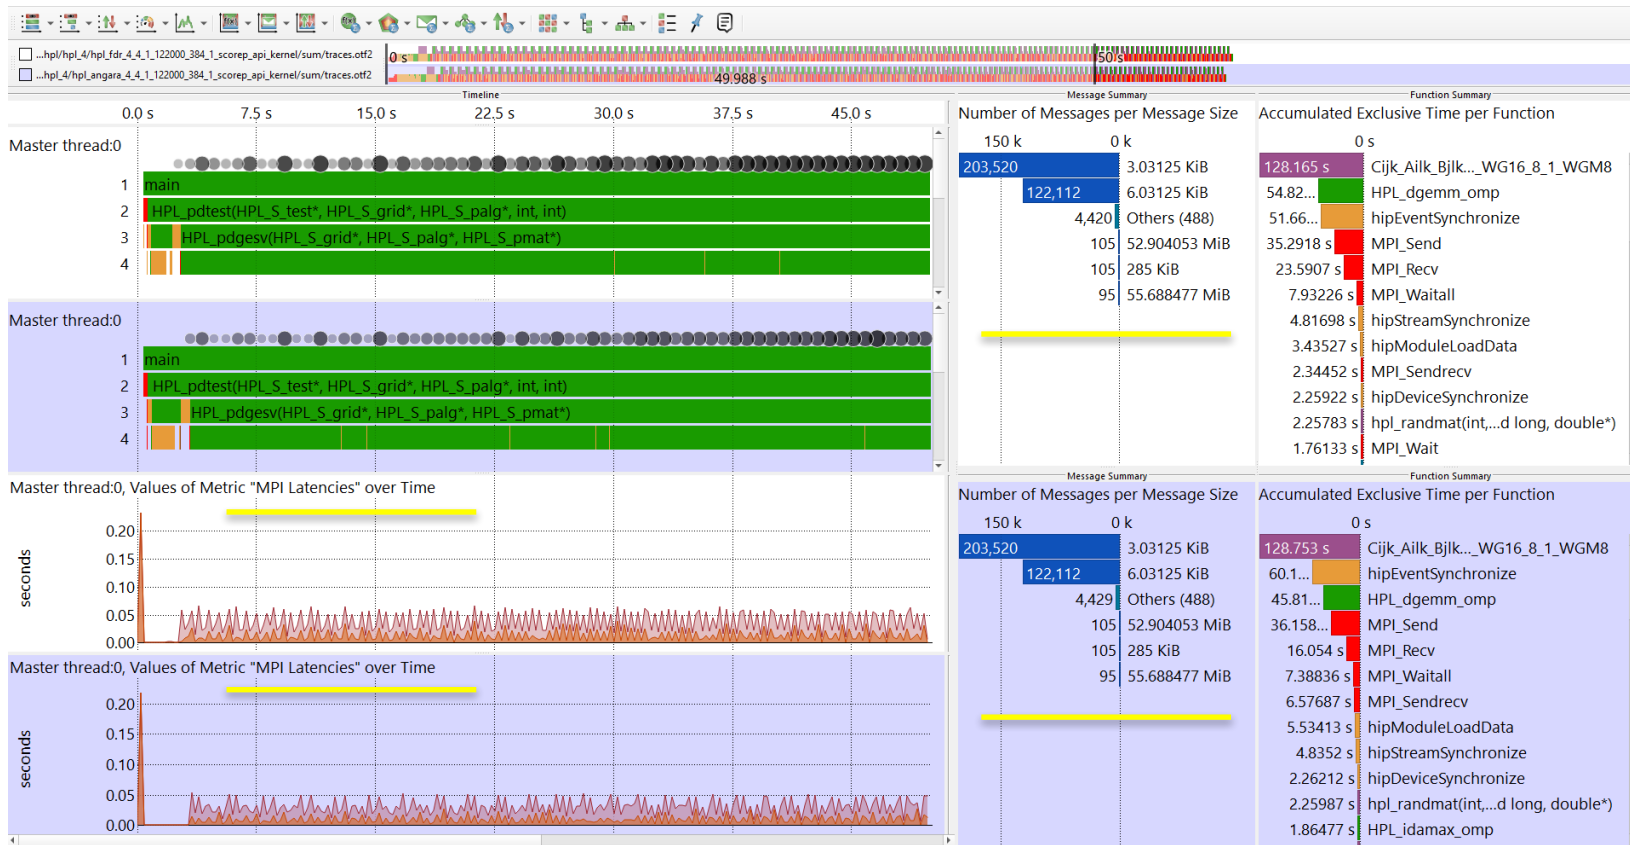 ...hpl/hpl_4/hpl_fdr_4_4_1_122000_384_1_scorep_api_kernel/sum/traces.otf2
0 s
50 s
...hpl_4/hpl_angara_4_4_1_122000_384_1_scorep_api_kernel/sum/traces.otf2
49.988 s
Timeline
0.0 s 7.5 s 15.0 s 22.5 s 30.0 s 37.5 s 45.0 s
Master thread:0
1 main
2 HPL_pdtest(HPL_S_test*, HPL_S_grid*, HPL_S_palg*, int, int)
3 HPL_pdgesv(HPL_S_grid*, HPL_S_palg*, HPL_S_pmat*)
4
Master thread:0
1 main
2 HPL_pdtest(HPL_S_test*, HPL_S_grid*, HPL_S_palg*, int, int)
3 HPL_pdgesv(HPL_S_grid*, HPL_S_palg*, HPL_S_pmat*)
4
Master thread:0, Values of Metric "MPI Latencies" over Time
seconds
0.20
0.15
0.10
0.05
0.00
Master thread:0, Values of Metric "MPI Latencies" over Time
seconds
0.20
0.15
0.10
0.05
0.00
Message Summary
Number of Messages per Message Size
150 k 0 k
203,520 3.03125 KiB
122,112 6.03125 KiB
4,420 Others (488)
105 52.904053 MiB
105 285 KiB
95 55.688477 MiB
Function Summary
Accumulated Exclusive Time per Function
0 s
128.165 s Cijk_Ailk_Bjlk..._WG16_8_1_WGM8
54.82... HPL_dgemm_omp
51.66... hipEventSynchronize
35.2918 s MPI_Send
23.5907 s MPI_Recv
7.93226 s MPI_Waitall
4.81698 s hipStreamSynchronize
3.43527 s hipModuleLoadData
2.34452 s MPI_Sendrecv
2.25922 s hipDeviceSynchronize
2.25783 s hpl_randmat(int,...d long, double*)
1.76133 s MPI_Wait
Message Summary
Number of Messages per Message Size
150 k 0 k
203,520 3.03125 KiB
122,112 6.03125 KiB
4,429 Others (488)
105 52.904053 MiB
105 285 KiB
95 55.688477 MiB
Function Summary
Accumulated Exclusive Time per Function
0 s
128.753 s Cijk_Ailk_Bjlk..._WG16_8_1_WGM8
60.1... hipEventSynchronize
45.81... HPL_dgemm_omp
36.158... MPI_Send
16.054 s MPI_Recv
7.38836 s MPI_Waitall
6.57687 s MPI_Sendrecv
5.53413 s hipModuleLoadData
4.8352 s hipStreamSynchronize
2.26212 s hipDeviceSynchronize
2.25987 s hpl_randmat(int,...d long, double*)
1.86477 s HPL_idamax_omp